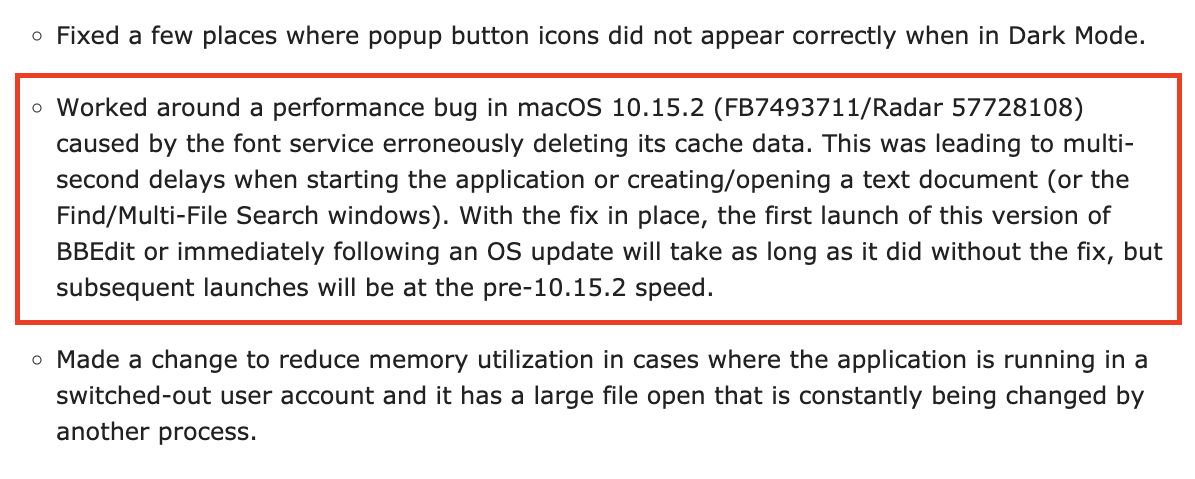 Fixed a few places where popup button icons did not appear correctly when in Dark Mode.
Worked around a performance bug in macOS 10.15.2 (FB7493711/Radar 57728108)
caused by the font service erroneously deleting its cache data. This was leading to multi-
second delays when starting the application or creating/opening a text document (or the
Find/Multi-File Search windows). With the fix in place, the first launch of this version of
BBEdit or immediately following an OS update will take as long as it did without the fix, but
subsequent launches will be at the pre-10.15.2 speed.
Made a change to reduce memory utilization in cases where the application is running in a
switched-out user account and it has a large file open that is constantly being changed by
another process.